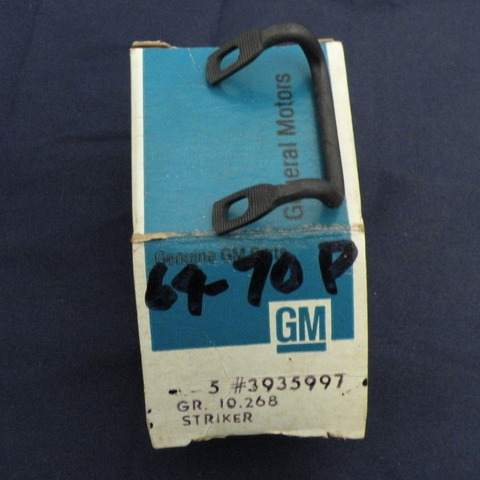 General Motors
Genuine GM Parts
64-70 P
GM
5 #3935997
GR. 10.268
STRIKER